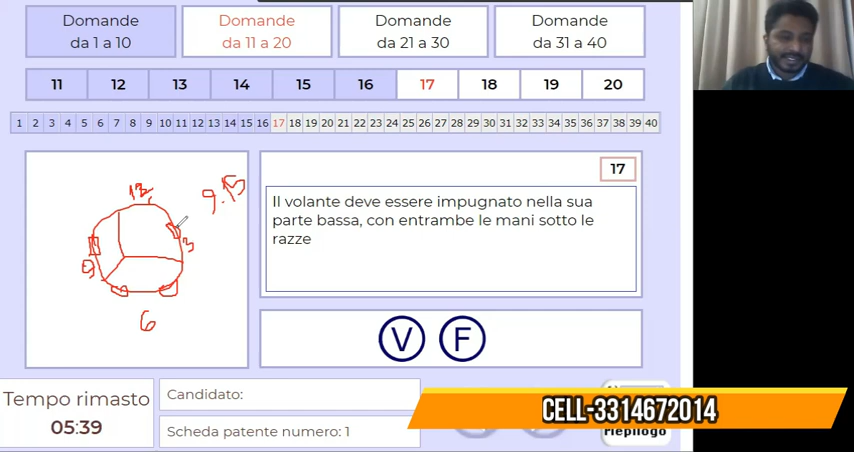 Domande
da 1 a 10
Domande
da 11 a 20
Domande
da 21 a 30
Domande
da 31 a 40
11 12 13 14 15 16 17 18 19 20
1 2 3 4 5 6 7 8 9 10 11 12 13 14 15 16 17 18 19 20 21 22 23 24 25 26 27 28 29 30 31 32 33 34 35 36 37 38 39 40
17
Il volante deve essere impugnato nella sua
parte bassa, con entrambe le mani sotto le
razze
12
9.15
3
9
6
V F
Tempo rimasto
05:39
Candidato:
Scheda patente numero: 1
CELL-3314672014
Riepilogo